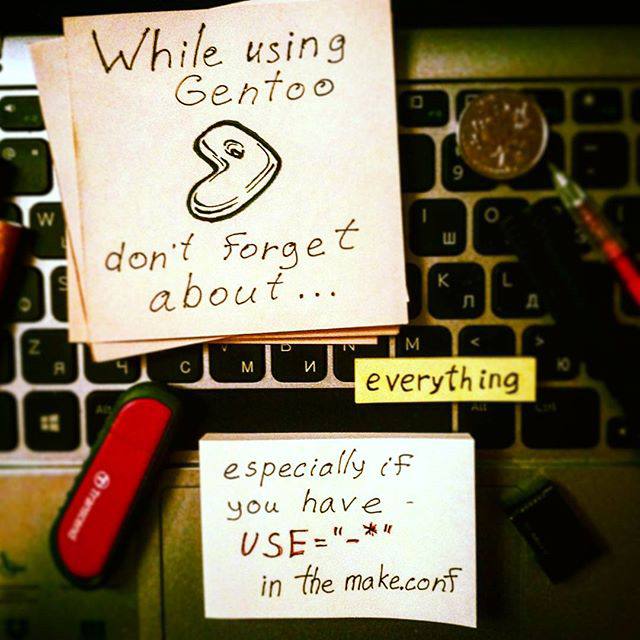 While using
Gentoo
don't forget
about...
everything
especially if
you have -
USE="-*"
in the make.conf
Transcend
9
W
I
O
Ш
K
L
Л
Д
Z
M
<
>
Я
Ч
С
М
И
Ю
Alt
Alt
Ctrl